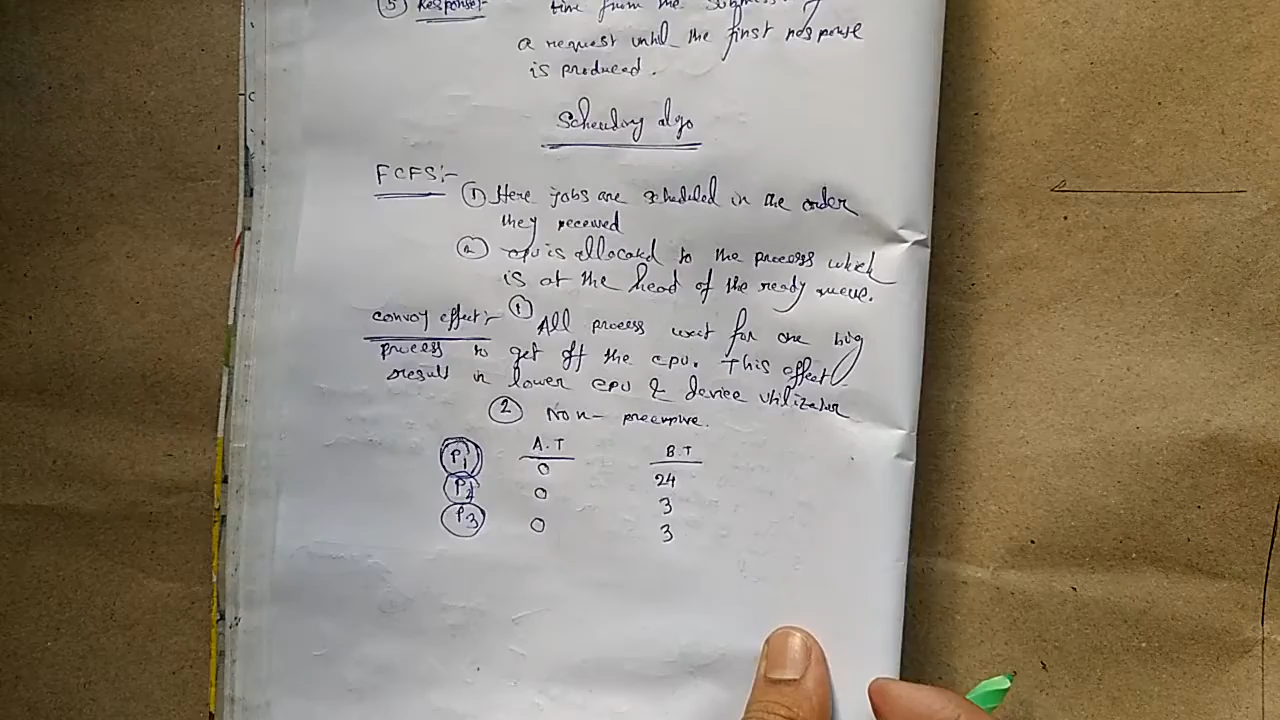 5 Response:- time from the submiss
a request until the first response
is produced.
Scheduling algo
FCFS:-
1 Here jobs are scheduled in the order
they received
2 cpu is allocated to the process which
is at the head of the ready queue.
convoy effect:- 1 All process wait for one big
process to get off the cpu. This effect
result in lower cpu & device utilization
2 Non-preemptive.
A.T B.T
P1 0 24
P2 0 3
P3 0 3